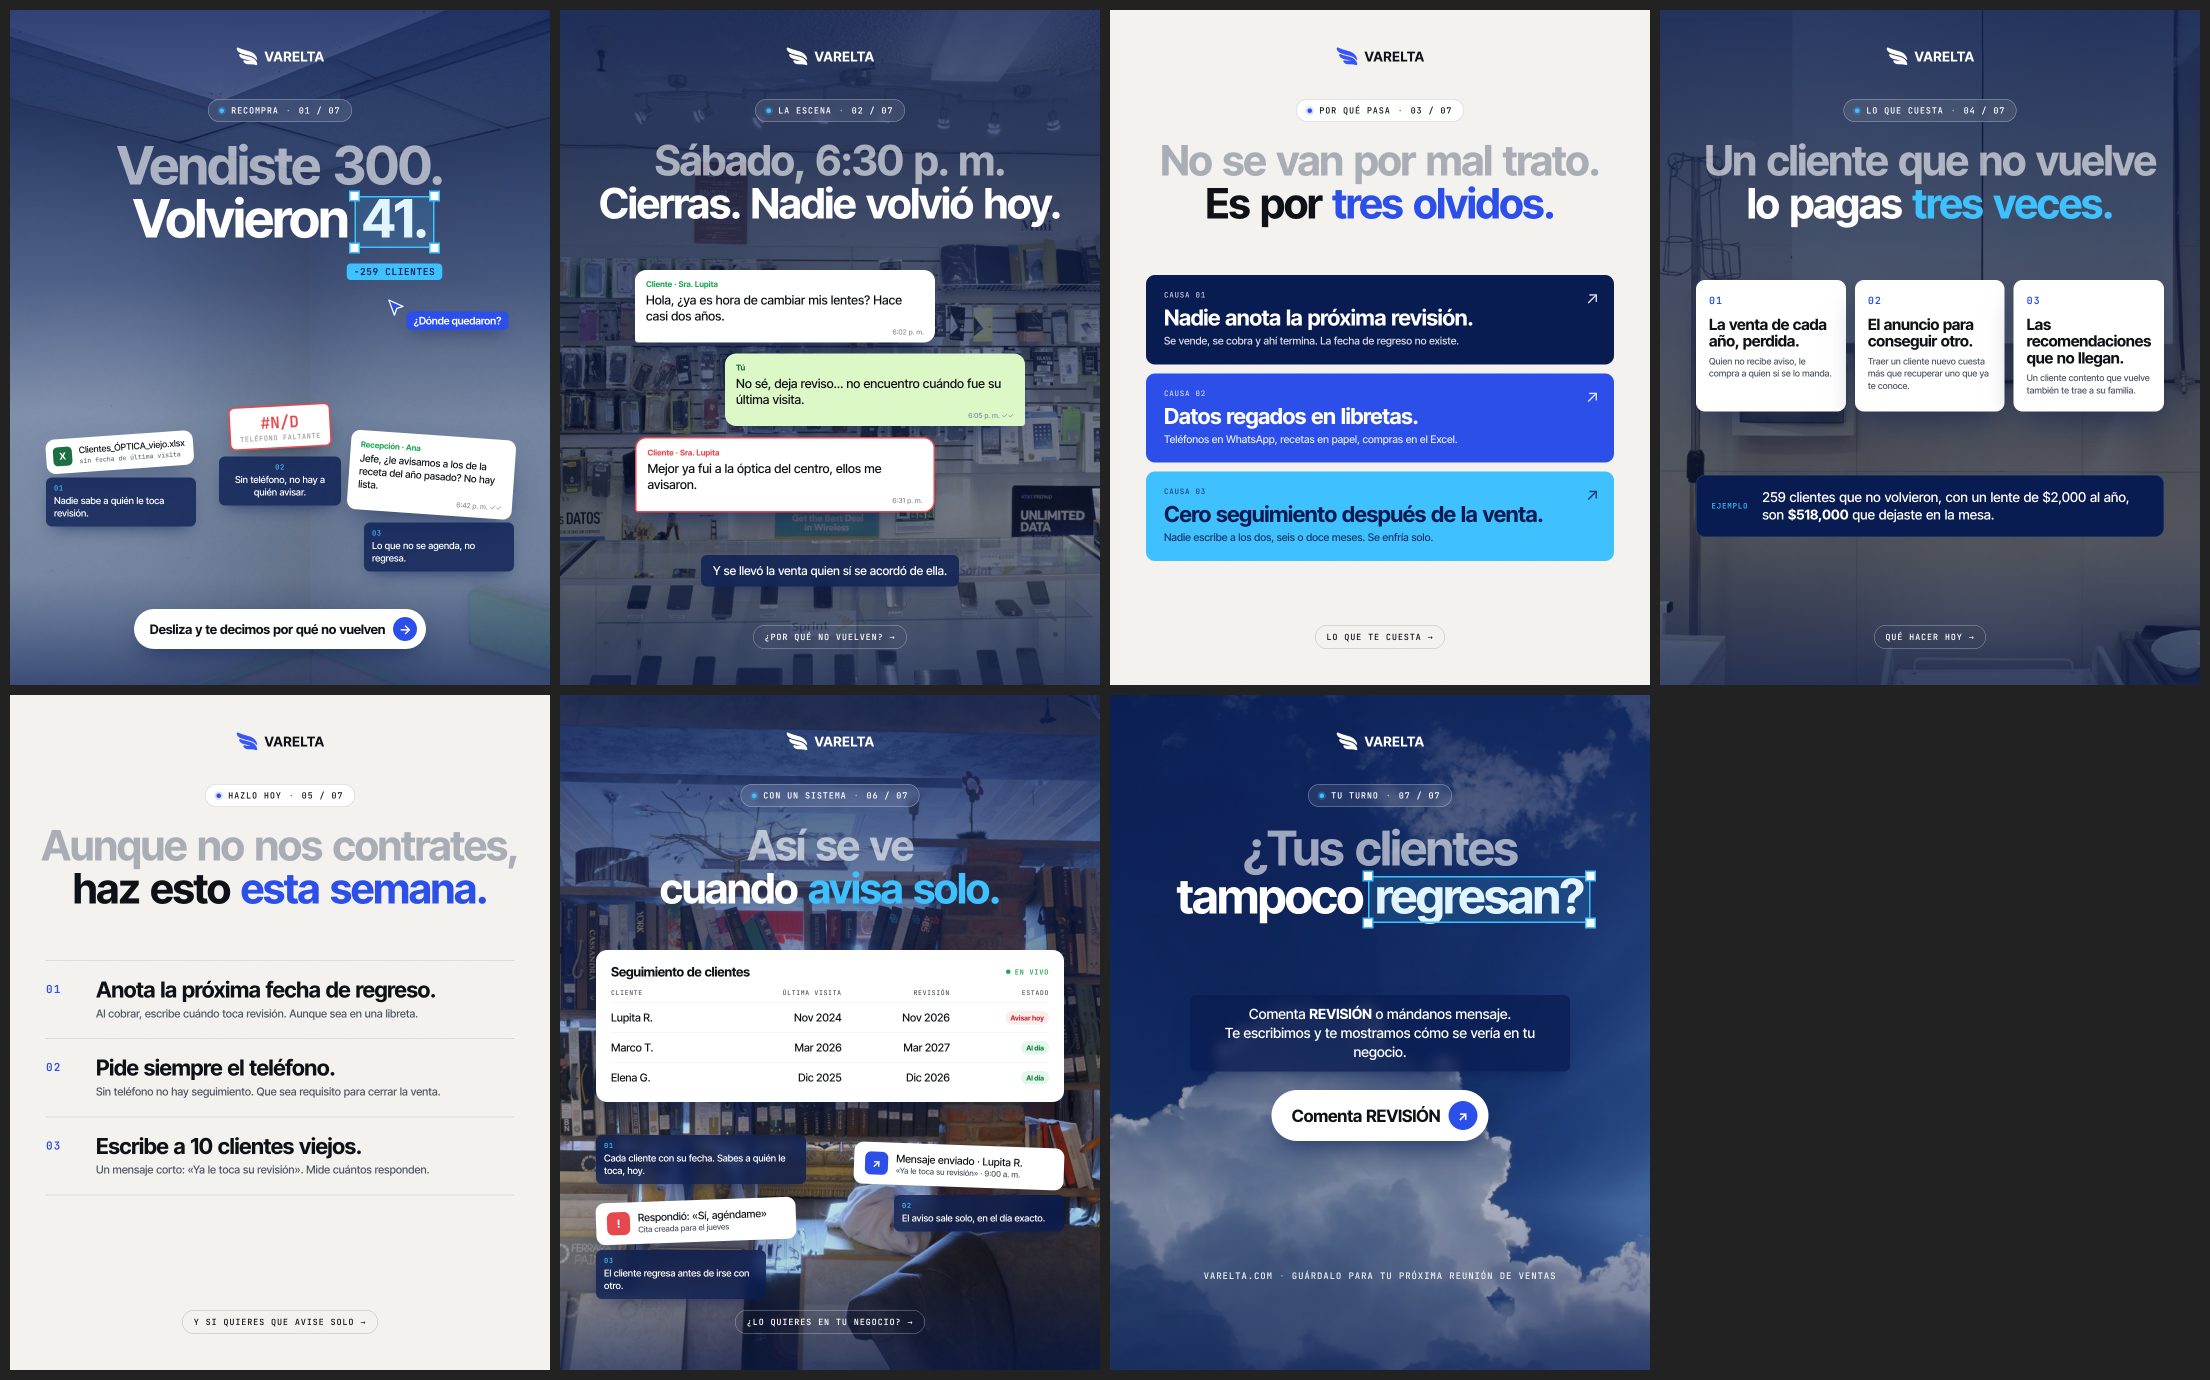 VARELTA
RECOMPRA · 01 / 07
Vendiste 300.
Volvieron 41.
-259 CLIENTES
¿Dónde quedaron?
#N/D
TELÉFONO FALTANTE
X
Clientes_ÓPTICA_viejo.xlsx
sin fecha de última visita
01
Nadie sabe a quién le toca
revisión.
02
Sin teléfono, no hay a
quién avisar.
Recepción · Ana
Jefe, ¿le avisamos a los de la
receta del año pasado? No hay
lista.
6:42 p. m. ✓✓
03
Lo que no se agenda, no
regresa.
Desliza y te decimos por qué no vuelven →
VARELTA
LA ESCENA · 02 / 07
Sábado, 6:30 p. m.
Cierras. Nadie volvió hoy.
Cliente · Sra. Lupita
Hola, ¿ya es hora de cambiar mis lentes? Hace
casi dos años.
6:02 p. m.
Tú
No sé, deja reviso... no encuentro cuándo fue su
última visita.
6:05 p. m. ✓✓
Cliente · Sra. Lupita
Mejor ya fui a la óptica del centro, ellos me
avisaron.
6:31 p. m.
DATOS
Get the Best Deal
in Wireless
UNLIMITED
DATA
Y se llevó la venta quien sí se acordó de ella.
Sprint
Sprint
¿POR QUÉ NO VUELVEN? →
VARELTA
POR QUÉ PASA · 03 / 07
No se van por mal trato.
Es por tres olvidos.
CAUSA 01
Nadie anota la próxima revisión.
Se vende, se cobra y ahí termina. La fecha de regreso no existe.
CAUSA 02
Datos regados en libretas.
Teléfonos en WhatsApp, recetas en papel, compras en el Excel.
CAUSA 03
Cero seguimiento después de la venta.
Nadie escribe a los dos, seis o doce meses. Se enfría solo.
LO QUE TE CUESTA →
VARELTA
LO QUE CUESTA · 04 / 07
Un cliente que no vuelve
lo pagas tres veces.
01
La venta de cada
año, perdida.
Quien no recibe aviso, le
compra a quien sí se lo manda.
02
El anuncio para
conseguir otro.
Traer un cliente nuevo cuesta
más que recuperar uno que ya
te conoce.
03
Las
recomendaciones
que no llegan.
Un cliente contento que vuelve
también te trae a su familia.
EJEMPLO
259 clientes que no volvieron, con un lente de $2,000 al año,
son $518,000 que dejaste en la mesa.
QUÉ HACER HOY →
VARELTA
HAZLO HOY · 05 / 07
Aunque no nos contrates,
haz esto esta semana.
01
Anota la próxima fecha de regreso.
Al cobrar, escribe cuándo toca revisión. Aunque sea en una libreta.
02
Pide siempre el teléfono.
Sin teléfono no hay seguimiento. Que sea requisito para cerrar la venta.
03
Escribe a 10 clientes viejos.
Un mensaje corto: «Ya le toca su revisión». Mide cuántos responden.
Y SI QUIERES QUE AVISE SOLO →
VARELTA
CON UN SISTEMA · 06 / 07
Así se ve
cuando avisa solo.
Seguimiento de clientes
EN VIVO
CLIENTE ÚLTIMA VISITA REVISIÓN ESTADO
Lupita R. Nov 2024 Nov 2026 Avisar hoy
Marco T. Mar 2026 Mar 2027 Al día
Elena G. Dic 2025 Dic 2026 Al día
01
Cada cliente con su fecha. Sabes a quién le
toca, hoy.
Mensaje enviado · Lupita R.
«Ya le toca su revisión» · 9:00 a. m.
02
El aviso sale solo, en el día exacto.
!
Respondió: «Sí, agéndame»
Cita creada para el jueves
03
El cliente regresa antes de irse con
otro.
¿LO QUIERES EN TU NEGOCIO? →
VARELTA
TU TURNO · 07 / 07
¿Tus clientes
tampoco regresan?
Comenta REVISIÓN o mándanos mensaje.
Te escribimos y te mostramos cómo se vería en tu
negocio.
Comenta REVISIÓN
VARELTA.COM · GUÁRDALO PARA TU PRÓXIMA REUNIÓN DE VENTAS